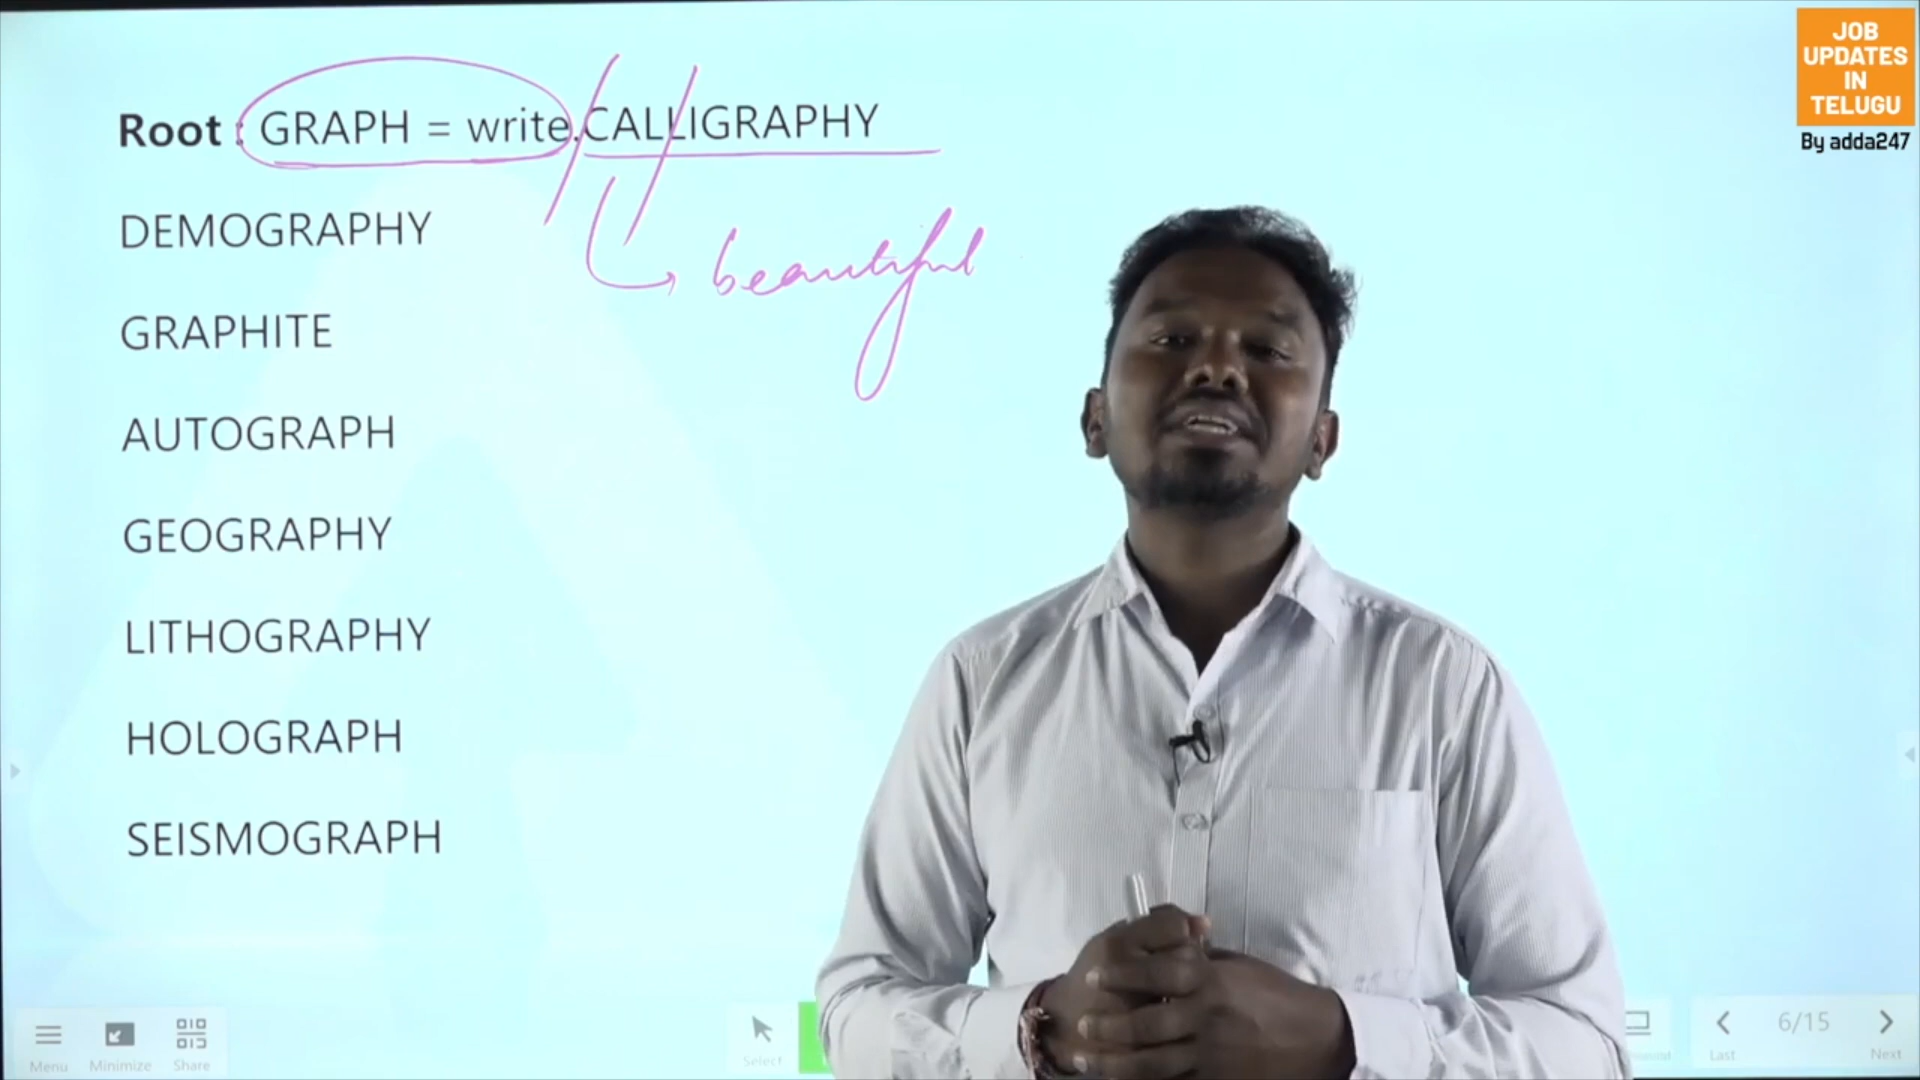 Root : GRAPH = write.CALLIGRAPHY
beautiful
DEMOGRAPHY
GRAPHITE
AUTOGRAPH
GEOGRAPHY
LITHOGRAPHY
HOLOGRAPH
SEISMOGRAPH
JOB
UPDATES
IN
TELUGU
By adda247
Menu
Minimize
Share
Select
6/15
Last
Next